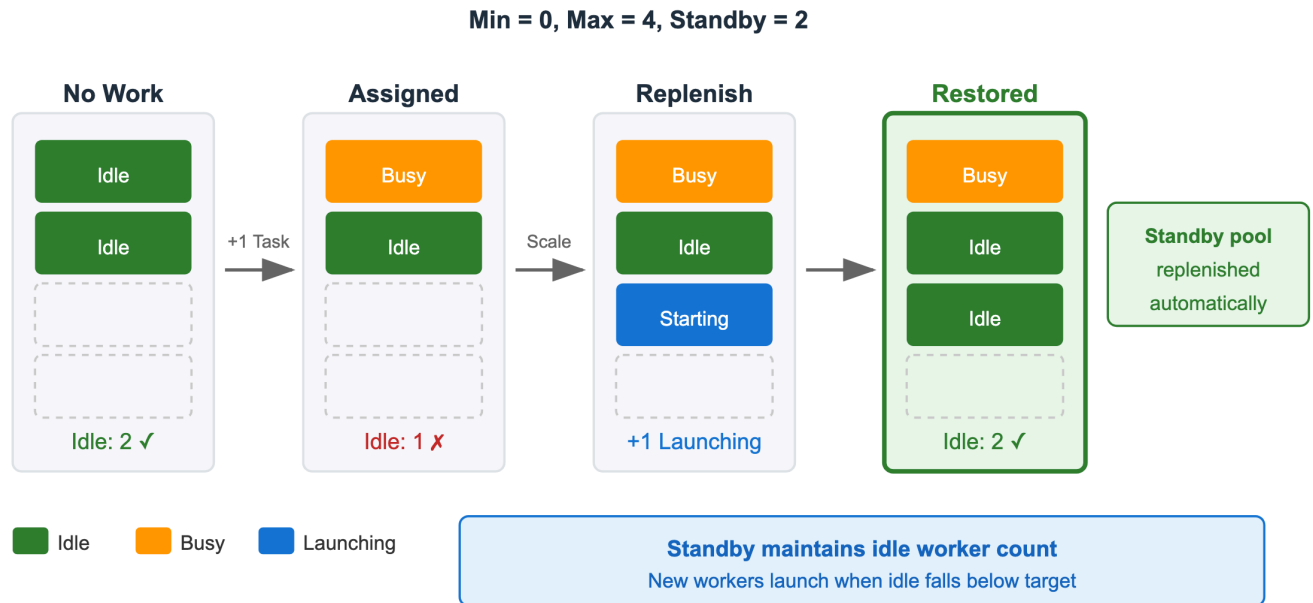 Min = 0, Max = 4, Standby = 2
No Work
Idle
Idle
Idle: 2 ✓
+1 Task
Assigned
Busy
Idle
Idle: 1 ✗
Scale
Replenish
Busy
Idle
Starting
+1 Launching
Restored
Busy
Idle
Idle
Idle: 2 ✓
Standby pool
replenished
automatically
Idle
Busy
Launching
Standby maintains idle worker count
New workers launch when idle falls below target